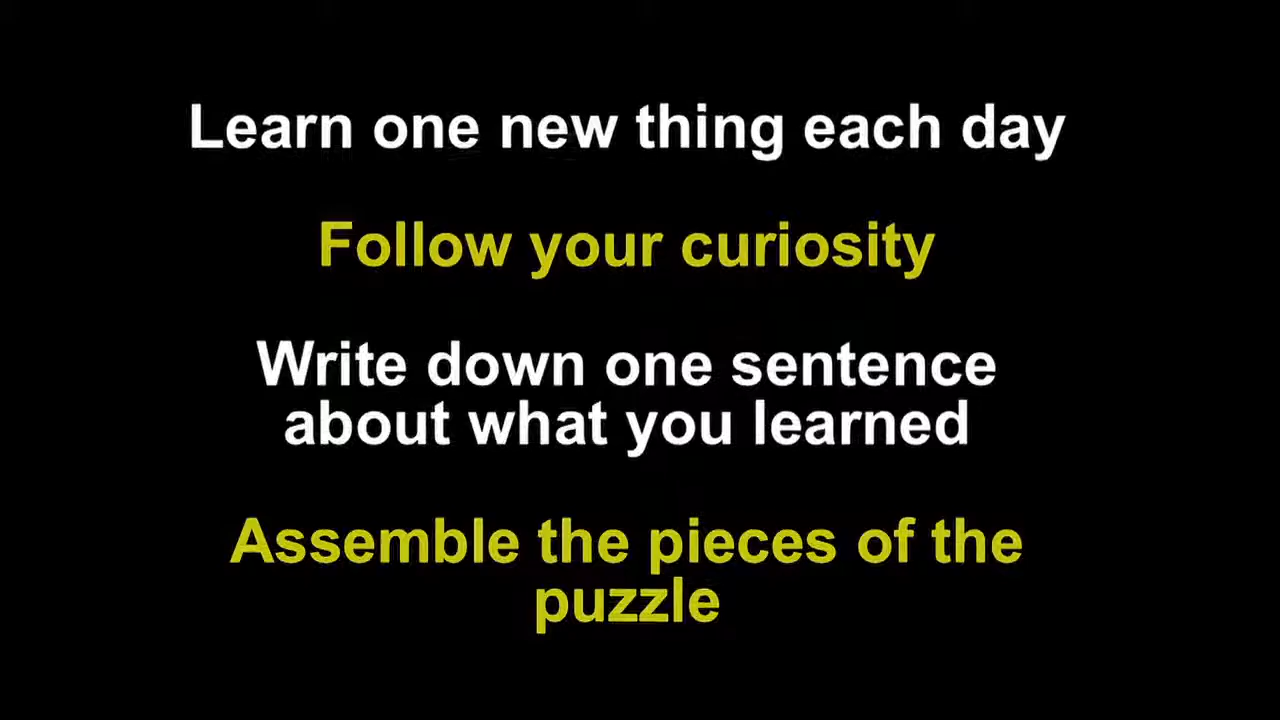 Learn one new thing each day
Follow your curiosity
Write down one sentence
about what you learned
Assemble the pieces of the
puzzle